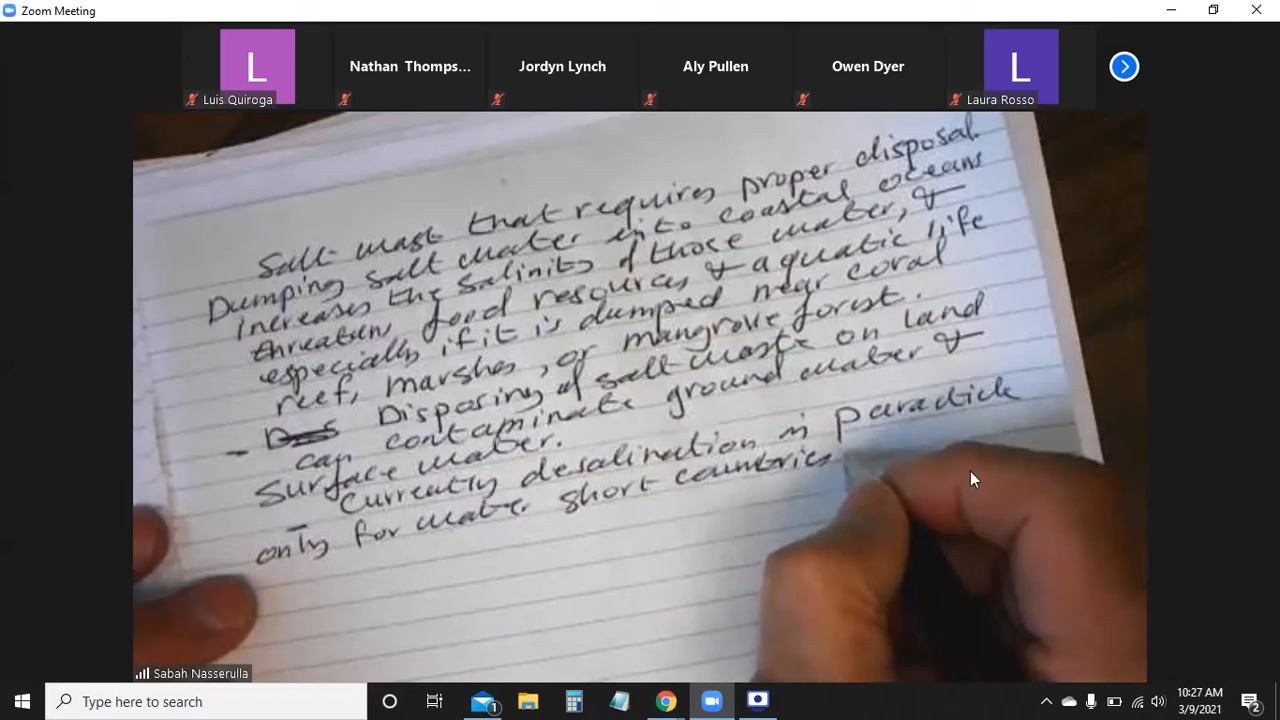 Zoom Meeting
L
Luis Quiroga
Nathan Thomps...
Jordyn Lynch
Aly Pullen
Owen Dyer
L
Laura Rosso
Salt wast that requires proper disposal.
Dumping salt water into coastal oceans
increases the salinity of those water, &
threatens food resources & aquatic life
especially if it is dumped near coral
reef, marshes, or mangrove forest.
- Disposing of salt waste on land
can contaminate ground water &
surface water.
- Currently desalination is
only for water short countries
Sabah Nasserulla
Type here to search
1
10:27 AM
3/9/2021
2